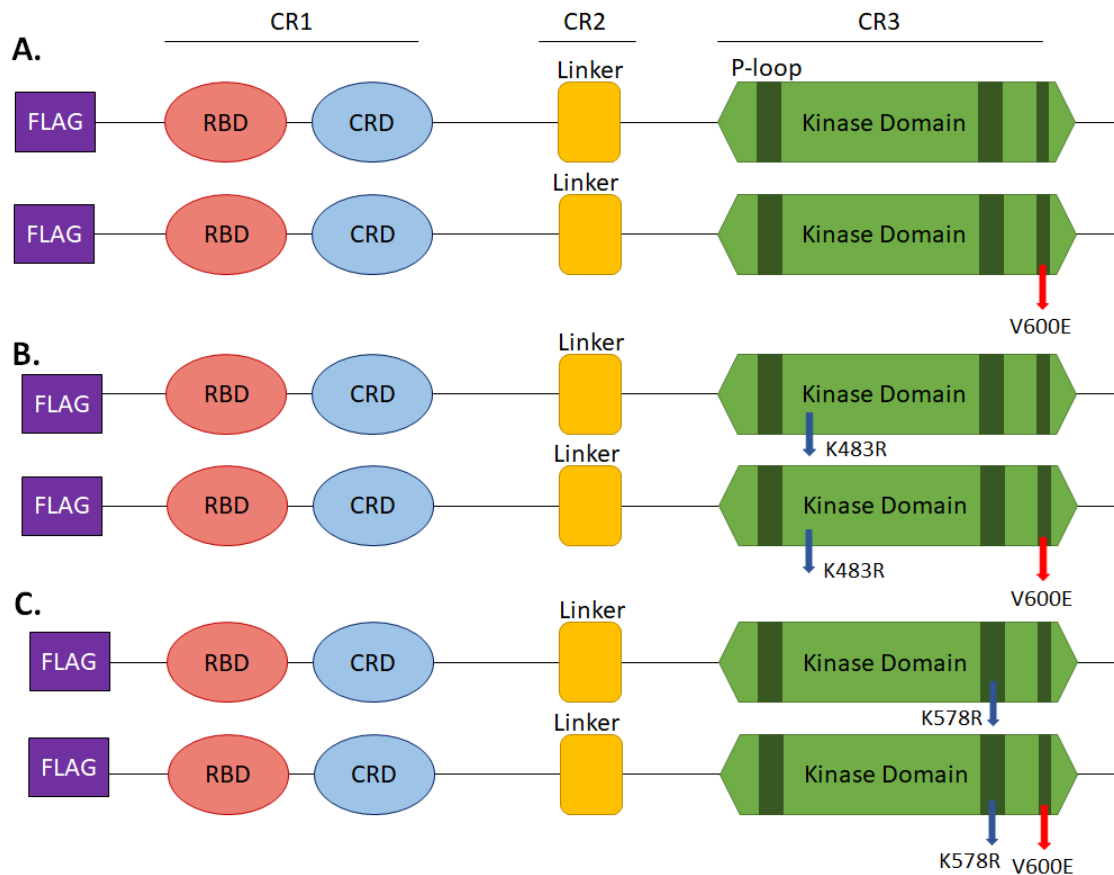 CR1 CR2 CR3
A.
Linker
P-loop
FLAG RBD CRD Kinase Domain
Linker
FLAG RBD CRD Kinase Domain
V600E
B.
Linker
FLAG RBD CRD Kinase Domain
K483R
Linker
FLAG RBD CRD Kinase Domain
K483R
V600E
C.
Linker
FLAG RBD CRD Kinase Domain
K578R
Linker
FLAG RBD CRD Kinase Domain
K578R V600E